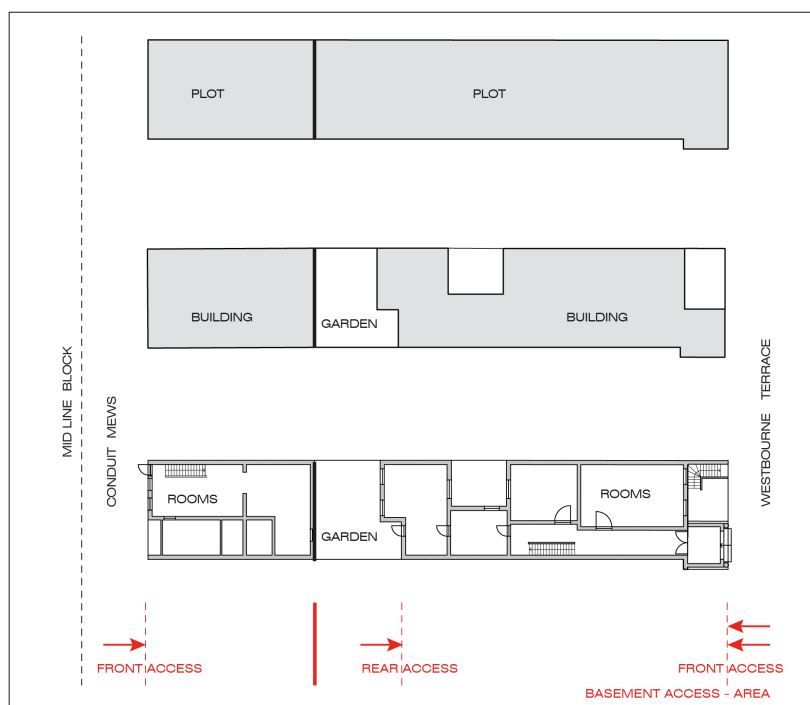 PLOT
PLOT
BUILDING
GARDEN
BUILDING
MID LINE BLOCK
CONDUIT MEWS
WESTBOURNE TERRACE
ROOMS
GARDEN
ROOMS
FRONT ACCESS
REAR ACCESS
FRONT ACCESS
BASEMENT ACCESS - AREA